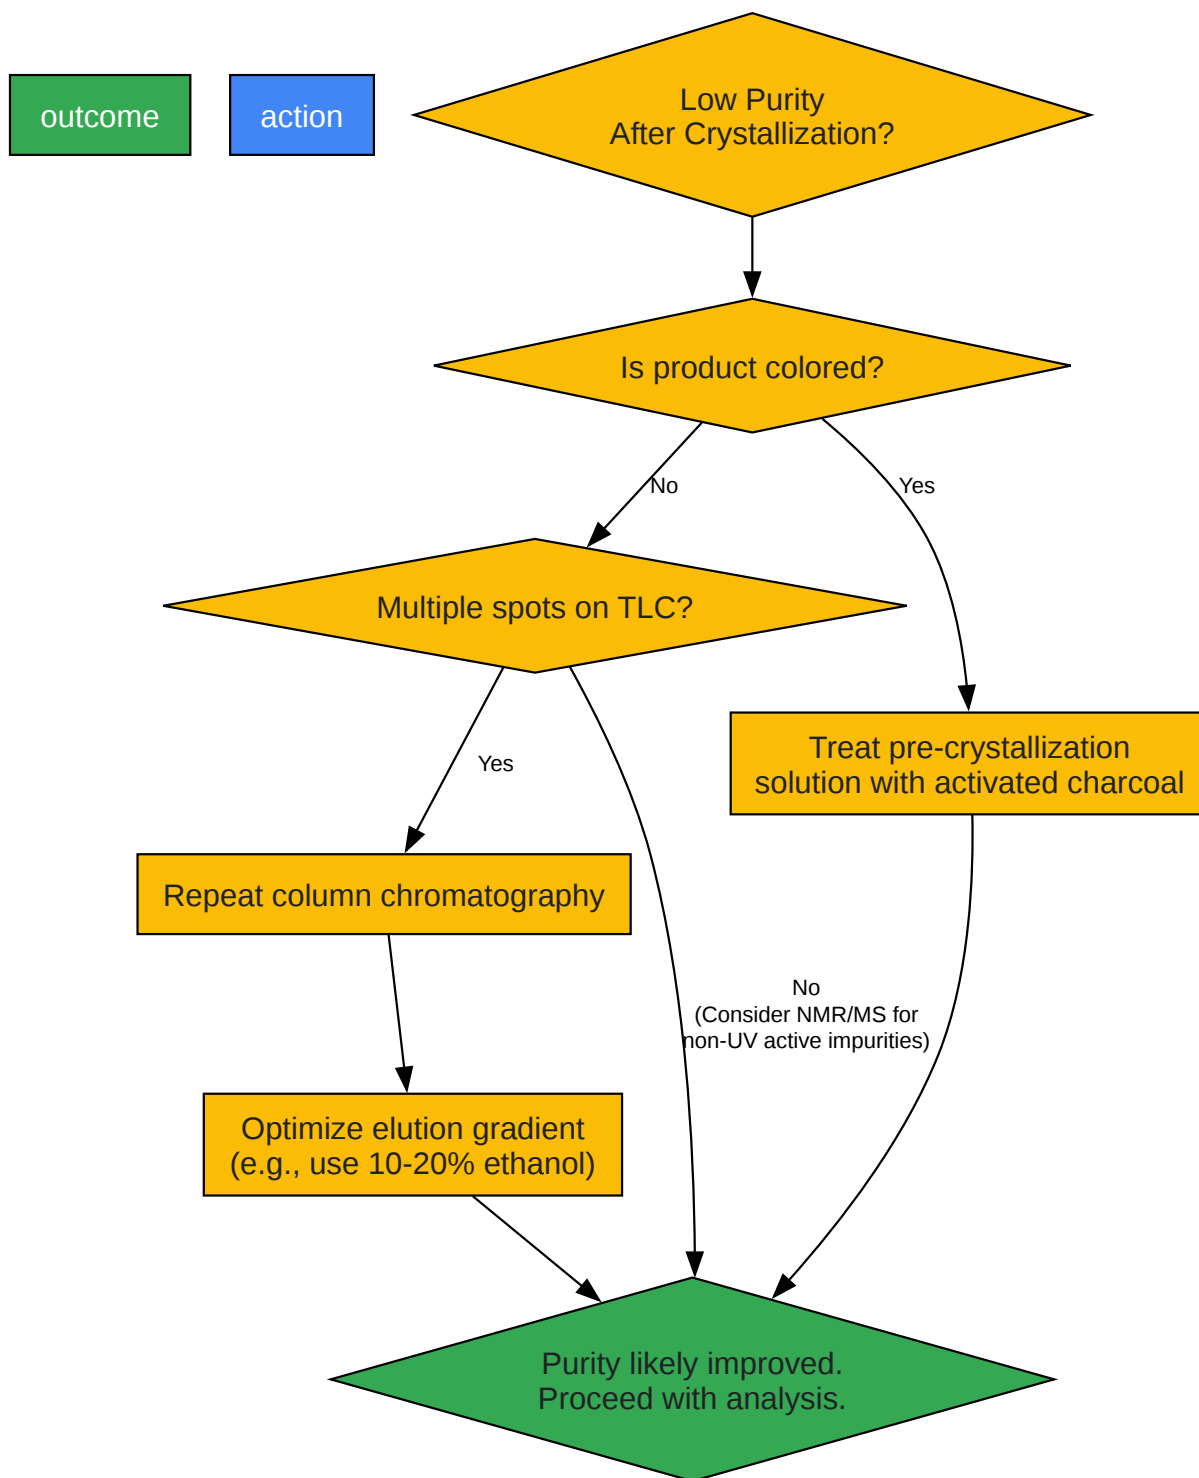 outcome
action
Low Purity
After Crystallization?
Is product colored?
No
Yes
Multiple spots on TLC?
Treat pre-crystallization
solution with activated charcoal
Yes
Repeat column chromatography
No
(Consider NMR/MS for
non-UV active impurities)
Optimize elution gradient
(e.g., use 10-20% ethanol)
Purity likely improved.
Proceed with analysis.